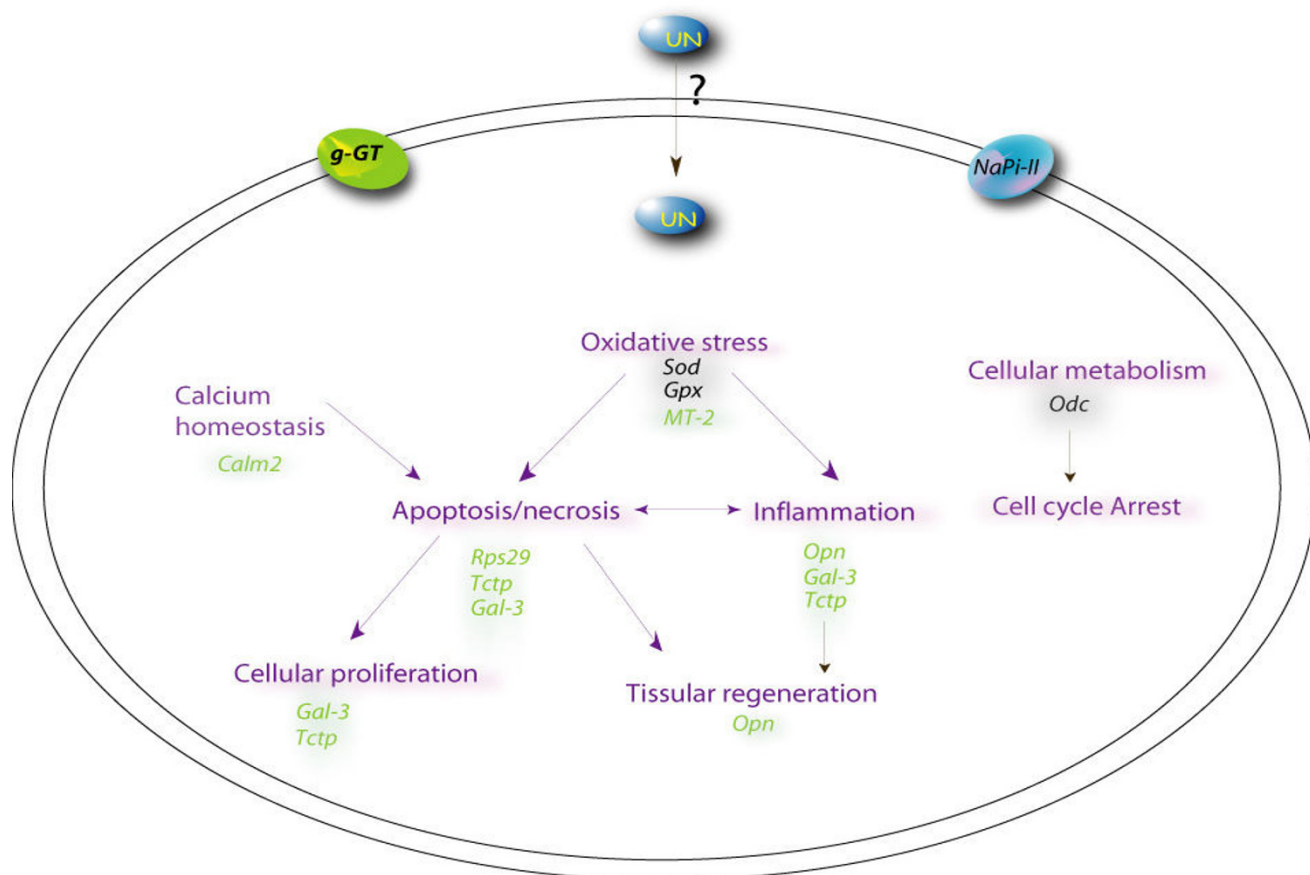 UN
?
g-GT
NaPi-II
UN
Oxidative stress
Sod
Gpx
MT-2
Cellular metabolism
Odc
Calcium
homeostasis
Calm2
Apoptosis/necrosis
Inflammation
Cell cycle Arrest
Rps29
Tctp
Gal-3
Opn
Gal-3
Tctp
Cellular proliferation
Gal-3
Tctp
Tissular regeneration
Opn